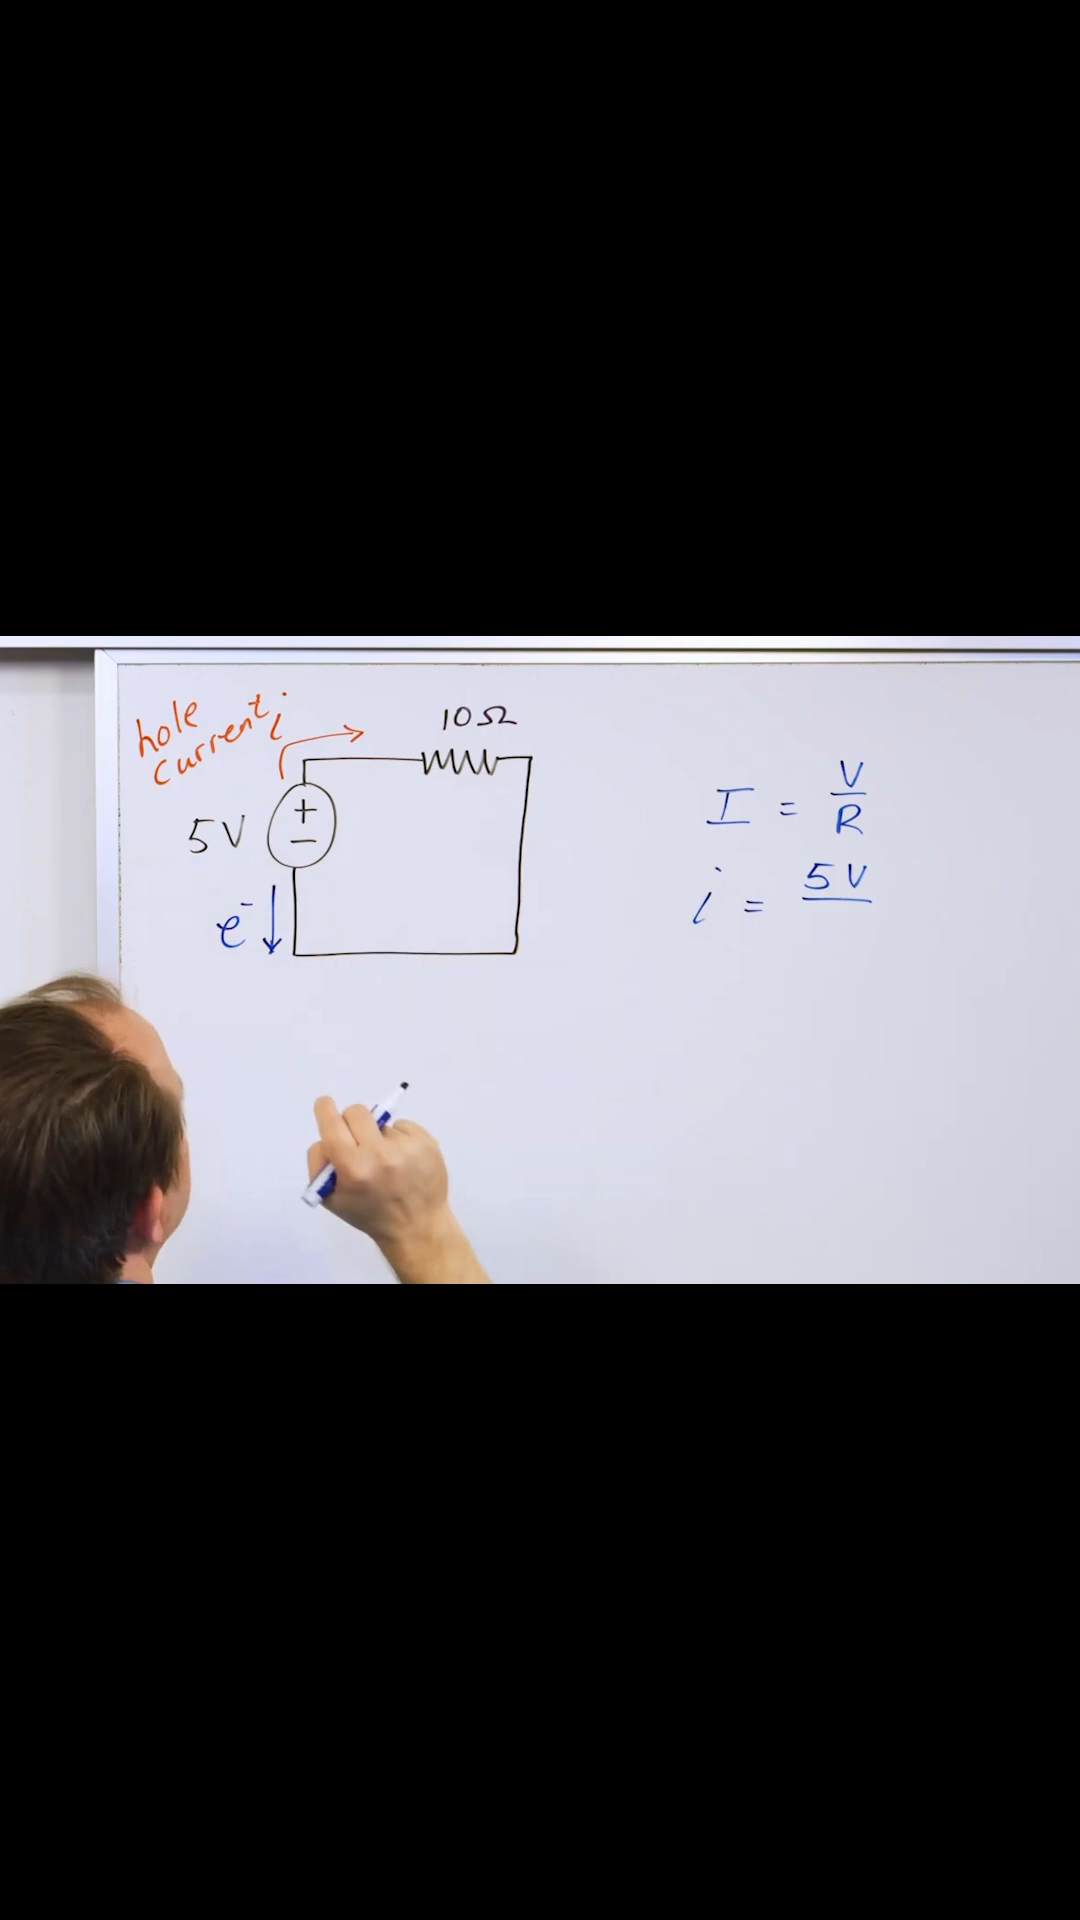 hole
current i
10Ω
5V
+
−
e⁻
I = V/R
i = 5V